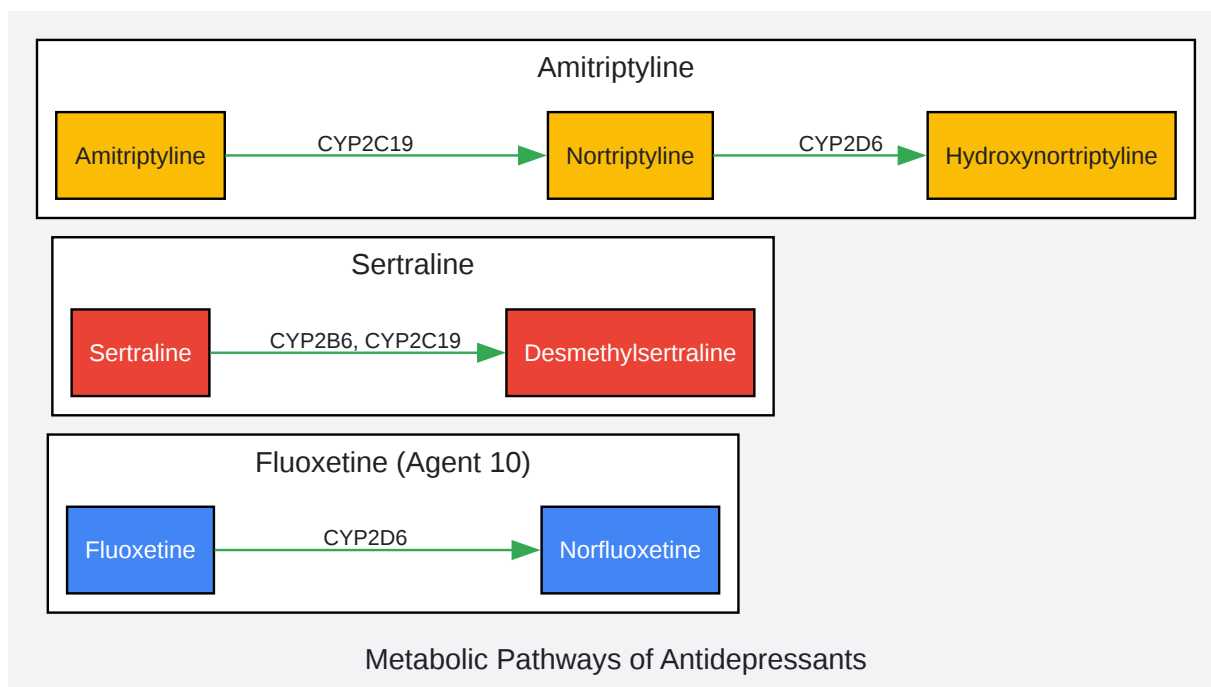 Amitriptyline
Amitriptyline
CYP2C19
Nortriptyline
CYP2D6
Hydroxynortriptyline
Sertraline
Sertraline
CYP2B6, CYP2C19
Desmethylsertraline
Fluoxetine (Agent 10)
Fluoxetine
CYP2D6
Norfluoxetine
Metabolic Pathways of Antidepressants